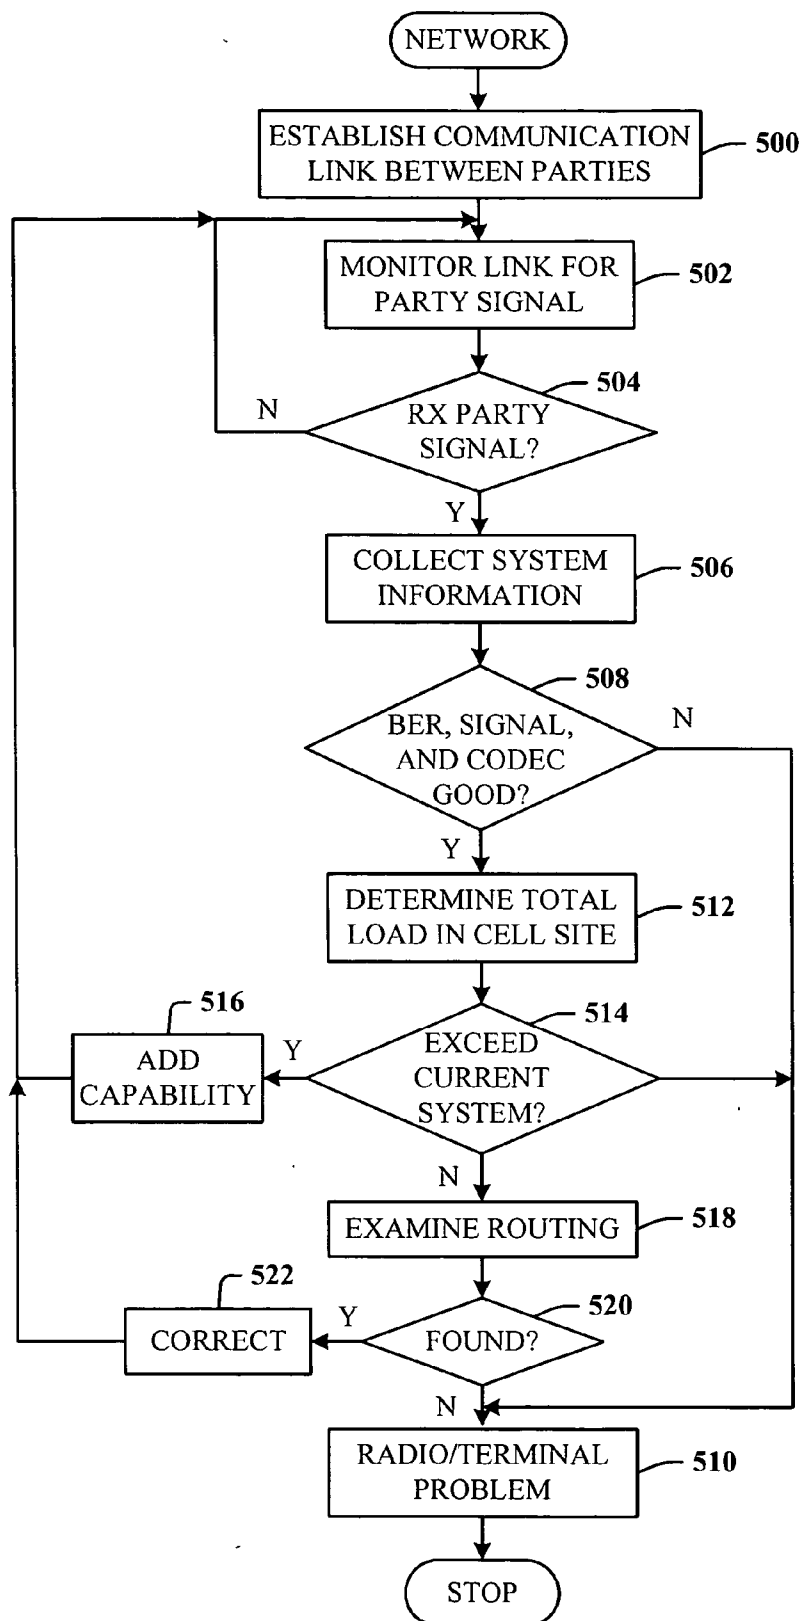 NETWORK
ESTABLISH COMMUNICATION
LINK BETWEEN PARTIES
500
MONITOR LINK FOR
PARTY SIGNAL
502
504
N
RX PARTY
SIGNAL?
Y
COLLECT SYSTEM
INFORMATION
506
508
N
BER, SIGNAL,
AND CODEC
GOOD?
Y
DETERMINE TOTAL
LOAD IN CELL SITE
512
516
514
ADD
CAPABILITY
Y
EXCEED
CURRENT
SYSTEM?
N
EXAMINE ROUTING
518
522
520
CORRECT
Y
FOUND?
N
RADIO/TERMINAL
PROBLEM
510
STOP